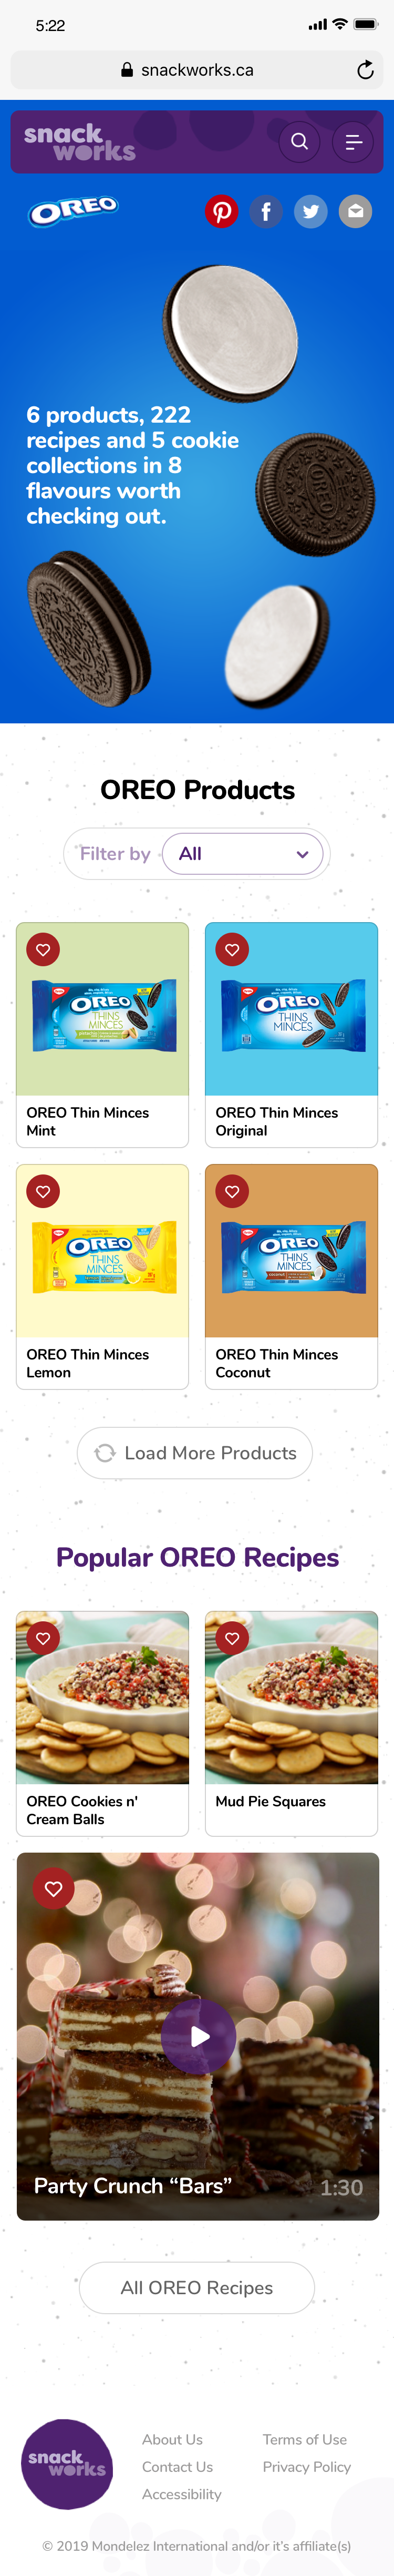 5:22
snackworks.ca
snack
works
OREO
6 products, 222
recipes and 5 cookie
collections in 8
flavours worth
checking out.
OREO Products
Filter by
All
OREO
THINS
MINCES
OREO
THINS
MINCES
OREO Thin Minces
Mint
OREO Thin Minces
Original
OREO
THINS
MINCES
OREO
THINS
MINCES
OREO Thin Minces
Lemon
OREO Thin Minces
Coconut
Load More Products
Popular OREO Recipes
OREO Cookies n'
Cream Balls
Mud Pie Squares
Party Crunch “Bars”
1:30
All OREO Recipes
snack
works
About Us
Terms of Use
Contact Us
Privacy Policy
Accessibility
© 2019 Mondelez International and/or it’s affiliate(s)